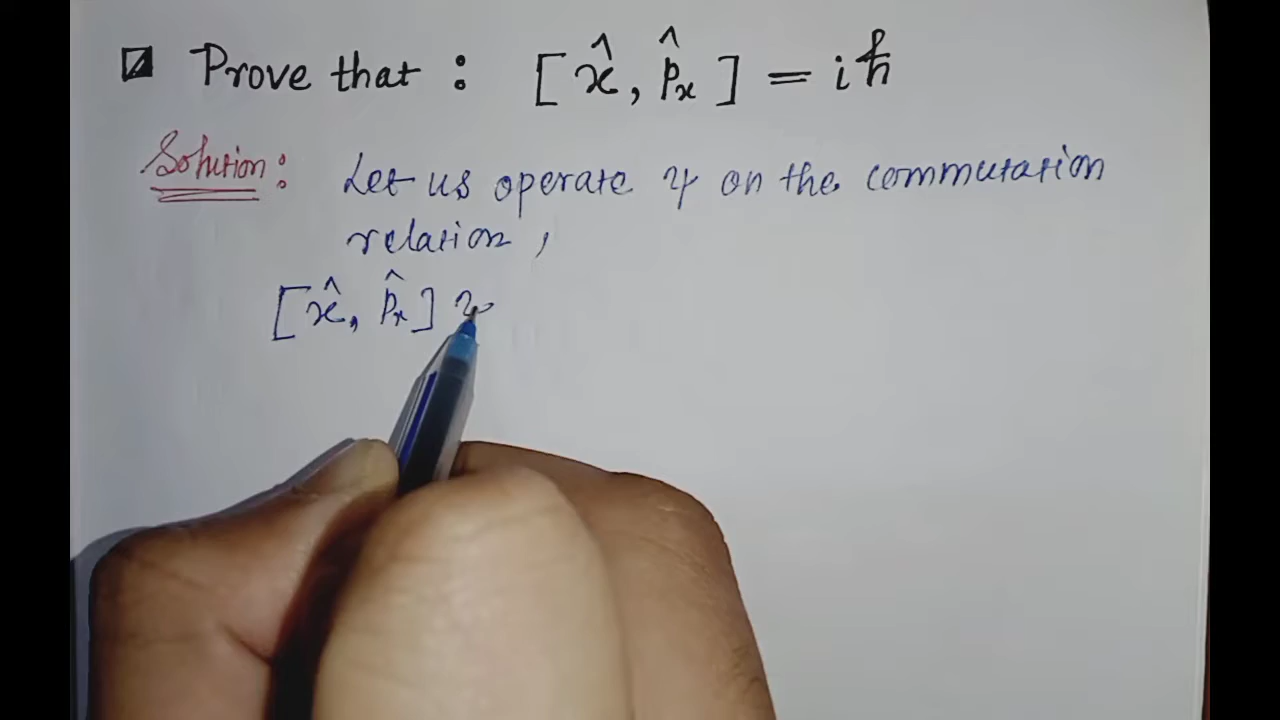 Prove that : [x̂, p̂ₓ] = iħ
Solution: Let us operate ψ on the commutation
relation,
[x̂, p̂ₓ] ψ